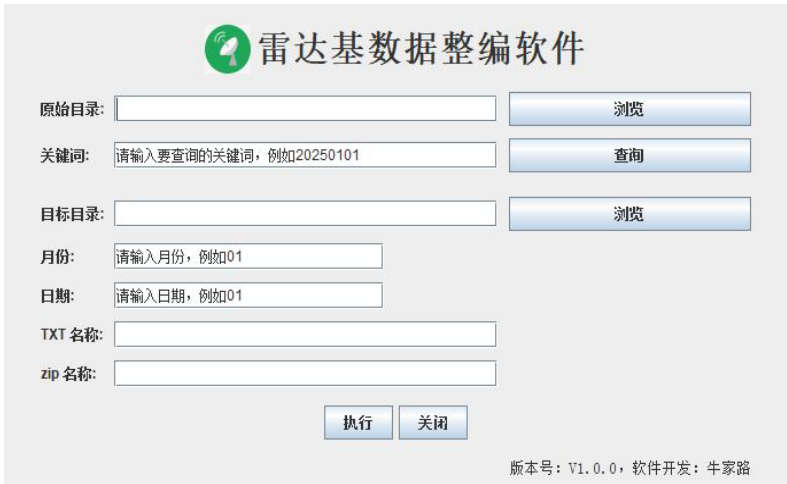 雷达基数据整编软件
原始目录: 浏览
关键词: 请输入要查询的关键词，例如20250101 查询
目标目录: 浏览
月份: 请输入月份，例如01
日期: 请输入日期，例如01
TXT 名称:
zip 名称:
执行 关闭
版本号: V1.0.0，软件开发: 牛家路